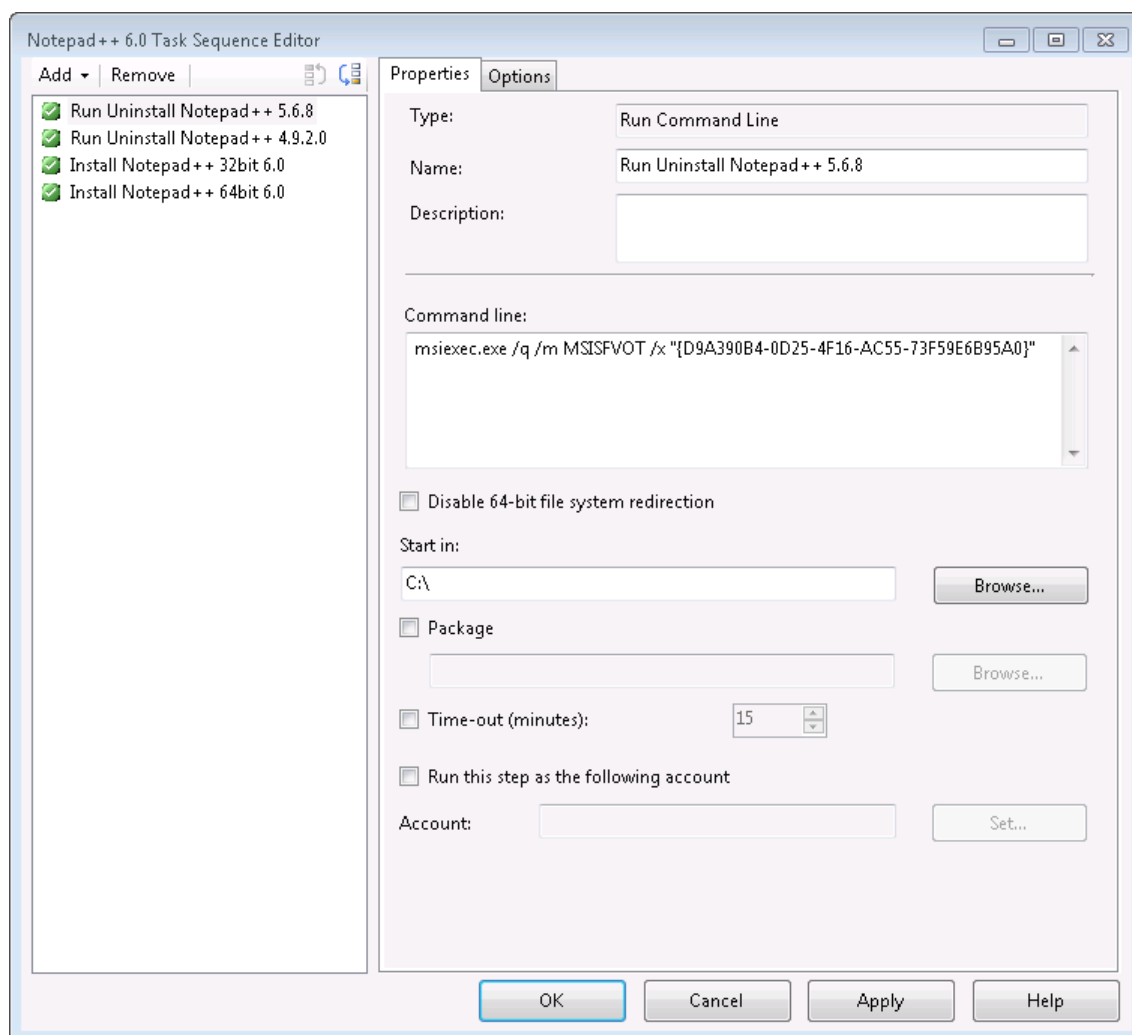 Notepad++ 6.0 Task Sequence Editor
Add Remove
Properties Options
Run Uninstall Notepad++ 5.6.8
Run Uninstall Notepad++ 4.9.2.0
Install Notepad++ 32bit 6.0
Install Notepad++ 64bit 6.0
Type: Run Command Line
Name: Run Uninstall Notepad++ 5.6.8
Description:
Command line:
msiexec.exe /q /m MSISFVOT /x "{D9A390B4-0D25-4F16-AC55-73F59E6B95A0}"
Disable 64-bit file system redirection
Start in:
C:\ Browse...
Package
Browse...
Time-out (minutes): 15
Run this step as the following account
Account: Set...
OK Cancel Apply Help